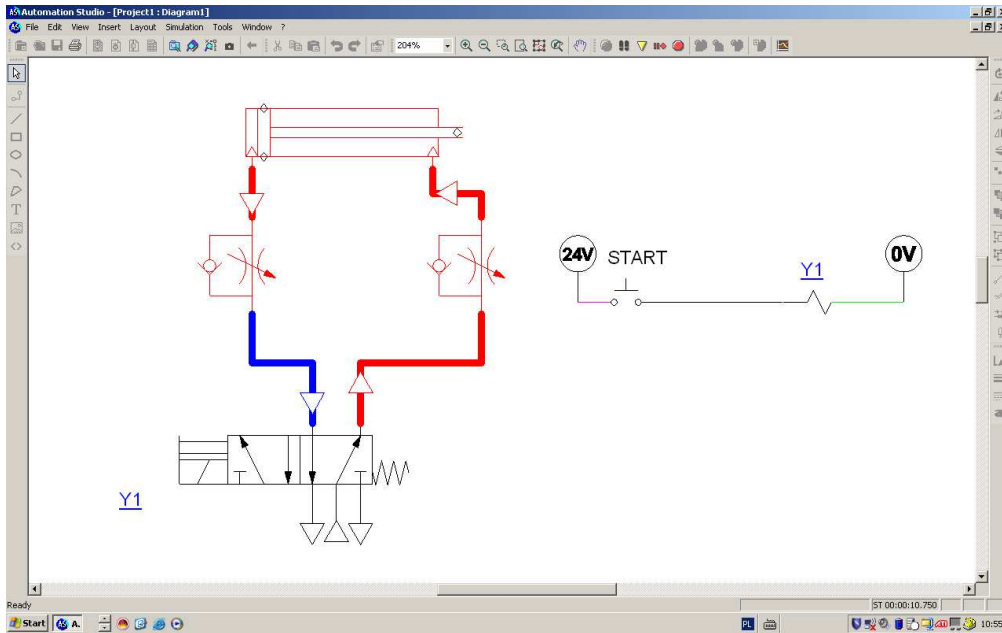 Automation Studio - [Project1 : Diagram1]
File Edit View Insert Layout Simulation Tools Window ?
204%
24V
START
Y1
0V
Y1
Ready
ST 00:00:10.750
Start
A.
PL
10:55